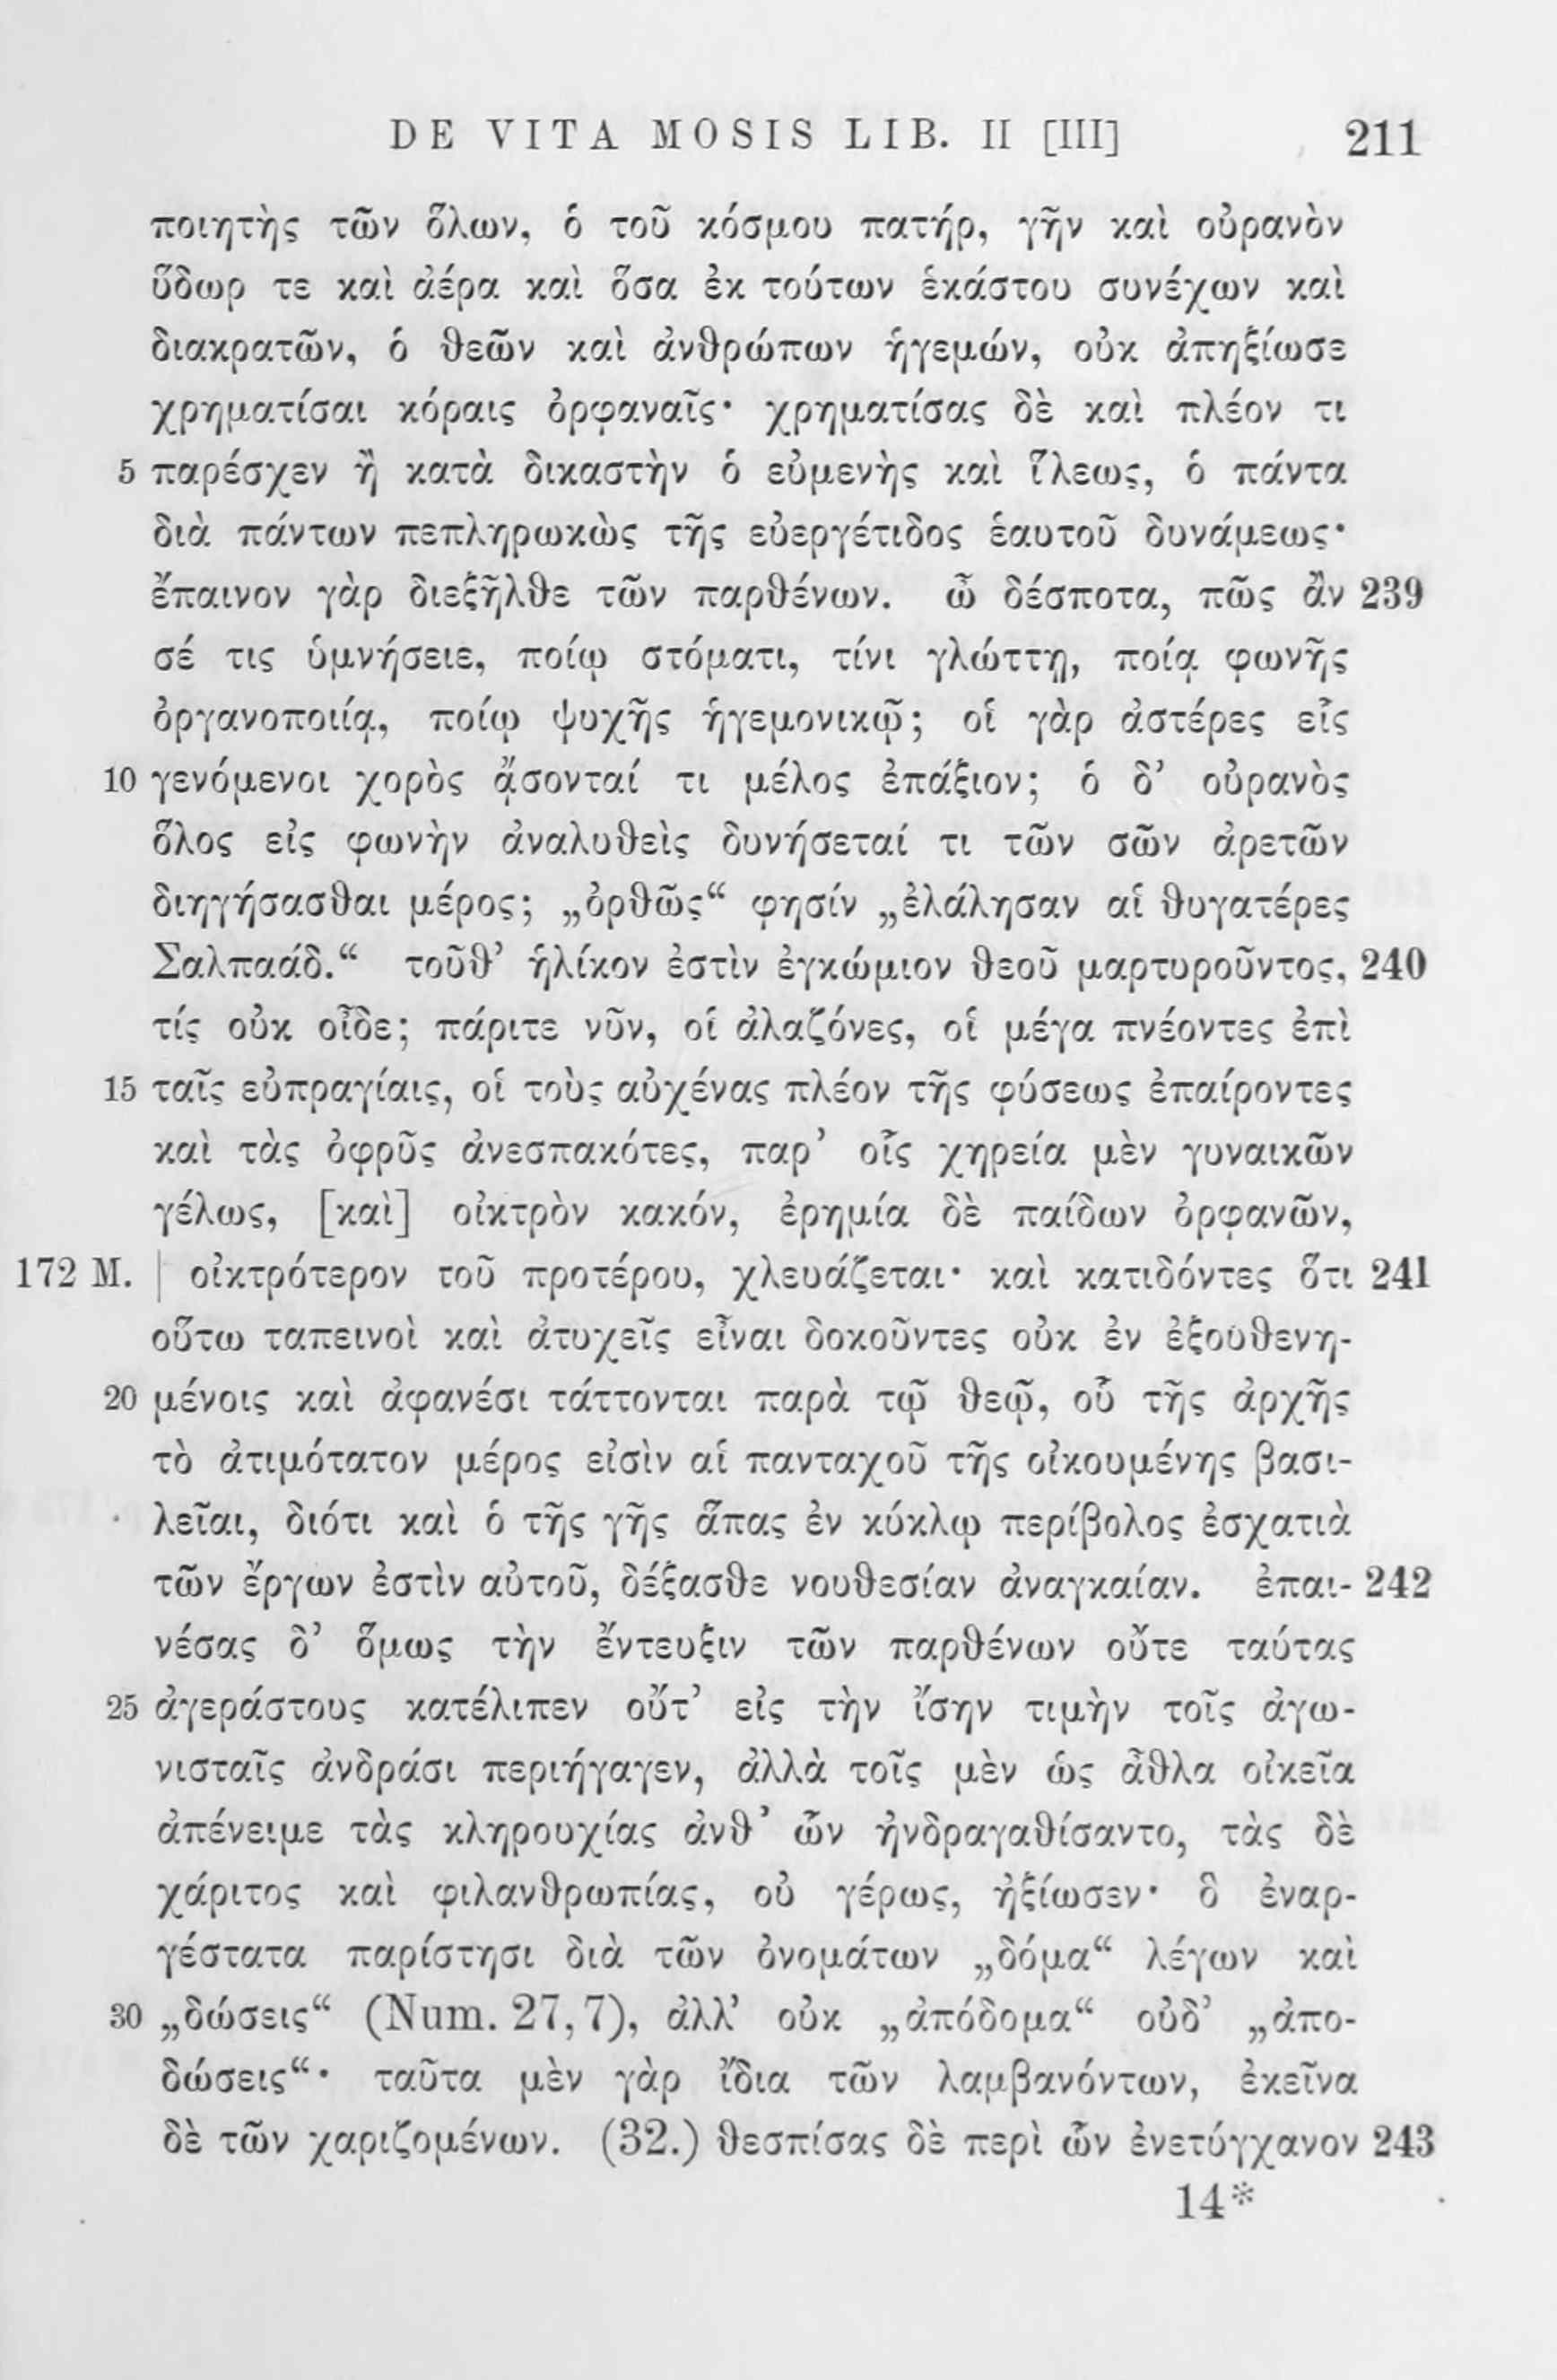 DE VITA MOSIS LIB. II [III] 211
ποιητὴς τῶν ὅλων, ὁ τοῦ κόσμου πατήρ, γῆν καὶ οὐρανὸν
ὕδωρ τε καὶ ἀέρα καὶ ὅσα ἐκ τούτων ἑκάστου συνέχων καὶ
διακρατῶν, ὁ θεῶν καὶ ἀνθρώπων ἡγεμών, οὐκ ἀπηξίωσε
χρηματίσαι κόραις ὀρφαναῖς· χρηματίσας δὲ καὶ πλέον τι
5 παρέσχεν ἢ κατὰ δικαστὴν ὁ εὐμενὴς καὶ ἵλεως, ὁ πάντα
διὰ πάντων πεπληρωκὼς τῆς εὐεργέτιδος ἑαυτοῦ δυνάμεως·
ἔπαινον γὰρ διεξῆλθε τῶν παρθένων. ὦ δέσποτα, πῶς ἄν 239
σέ τις ὑμνήσειε, ποίῳ στόματι, τίνι γλώττῃ, ποίᾳ φωνῆς
ὀργανοποιίᾳ, ποίῳ ψυχῆς ἡγεμονικῷ; οἱ γὰρ ἀστέρες εἷς
10 γενόμενοι χορὸς ᾄσονταί τι μέλος ἐπάξιον; ὁ δ’ οὐρανὸς
ὅλος εἰς φωνὴν ἀναλυθεὶς δυνήσεταί τι τῶν σῶν ἀρετῶν
διηγήσασθαι μέρος; „ὀρθῶς“ φησίν „ἐλάλησαν αἱ θυγατέρες
Σαλπαάδ.“ τοῦθ’ ἡλίκον ἐστὶν ἐγκώμιον θεοῦ μαρτυροῦντος, 240
τίς οὐκ οἶδε; πάριτε νῦν, οἱ ἀλαζόνες, οἱ μέγα πνέοντες ἐπὶ
15 ταῖς εὐπραγίαις, οἱ τοὺς αὐχένας πλέον τῆς φύσεως ἐπαίροντες
καὶ τὰς ὀφρῦς ἀνεσπακότες, παρ’ οἷς χηρεία μὲν γυναικῶν
γέλως, [καὶ] οἰκτρὸν κακόν, ἐρημία δὲ παίδων ὀρφανῶν,
172 M. | οἰκτρότερον τοῦ προτέρου, χλευάζεται· καὶ κατιδόντες ὅτι 241
οὕτω ταπεινοὶ καὶ ἀτυχεῖς εἶναι δοκοῦντες οὐκ ἐν ἐξουθενη-
20 μένοις καὶ ἀφανέσι τάττονται παρὰ τῷ θεῷ, οὗ τῆς ἀρχῆς
τὸ ἀτιμότατον μέρος εἰσὶν αἱ πανταχοῦ τῆς οἰκουμένης βασι-
λεῖαι, διότι καὶ ὁ τῆς γῆς ἅπας ἐν κύκλῳ περίβολος ἐσχατιὰ
τῶν ἔργων ἐστὶν αὐτοῦ, δέξασθε νουθεσίαν ἀναγκαίαν. ἐπαι- 242
νέσας δ’ ὅμως τὴν ἔντευξιν τῶν παρθένων οὔτε ταύτας
25 ἀγεράστους κατέλιπεν οὔτ’ εἰς τὴν ἴσην τιμὴν τοῖς ἀγω-
νισταῖς ἀνδράσι περιήγαγεν, ἀλλὰ τοῖς μὲν ὡς ἆθλα οἰκεῖα
ἀπένειμε τὰς κληρουχίας ἀνθ’ ὧν ἠνδραγαθίσαντο, τὰς δὲ
χάριτος καὶ φιλανθρωπίας, οὐ γέρως, ἠξίωσεν· ὃ ἐναρ-
γέστατα παρίστησι διὰ τῶν ὀνομάτων „δόμα“ λέγων καὶ
30 „δώσεις“ (Num. 27,7), ἀλλ’ οὐκ „ἀπόδομα“ οὐδ’ „ἀπο-
δώσεις“· ταῦτα μὲν γὰρ ἴδια τῶν λαμβανόντων, ἐκεῖνα
δὲ τῶν χαριζομένων. (32.) θεσπίσας δὲ περὶ ὧν ἐνετύγχανον 243
14*